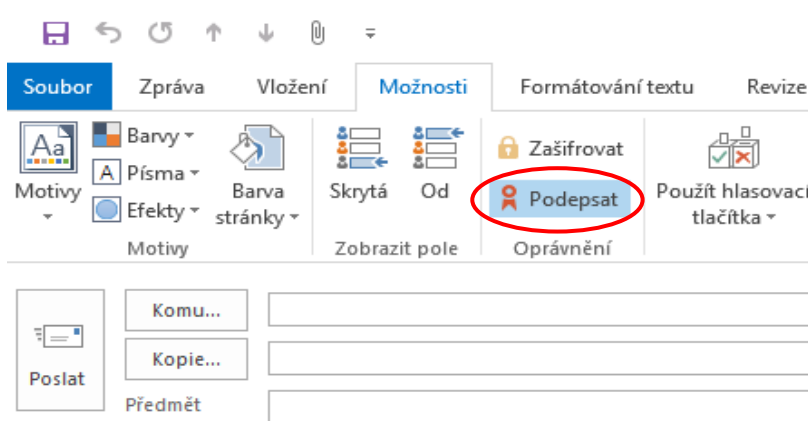 Soubor Zpráva Vložení Možnosti Formátování textu Revize
Aa
Motivy
Barvy
A Písma
Efekty
Barva
stránky
Motivy
Skrytá
Od
Zobrazit pole
Zašifrovat
Podepsat
Oprávnění
Použít hlasovací
tlačítka
Poslat
Komu...
Kopie...
Předmět